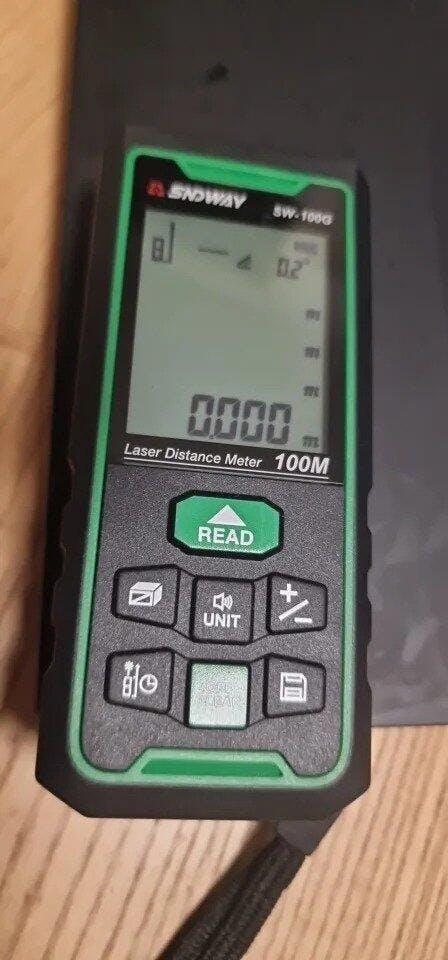 SNDWAY SW-100G
0.2°
m
m
m
0.000 m
Laser Distance Meter 100M
READ
UNIT